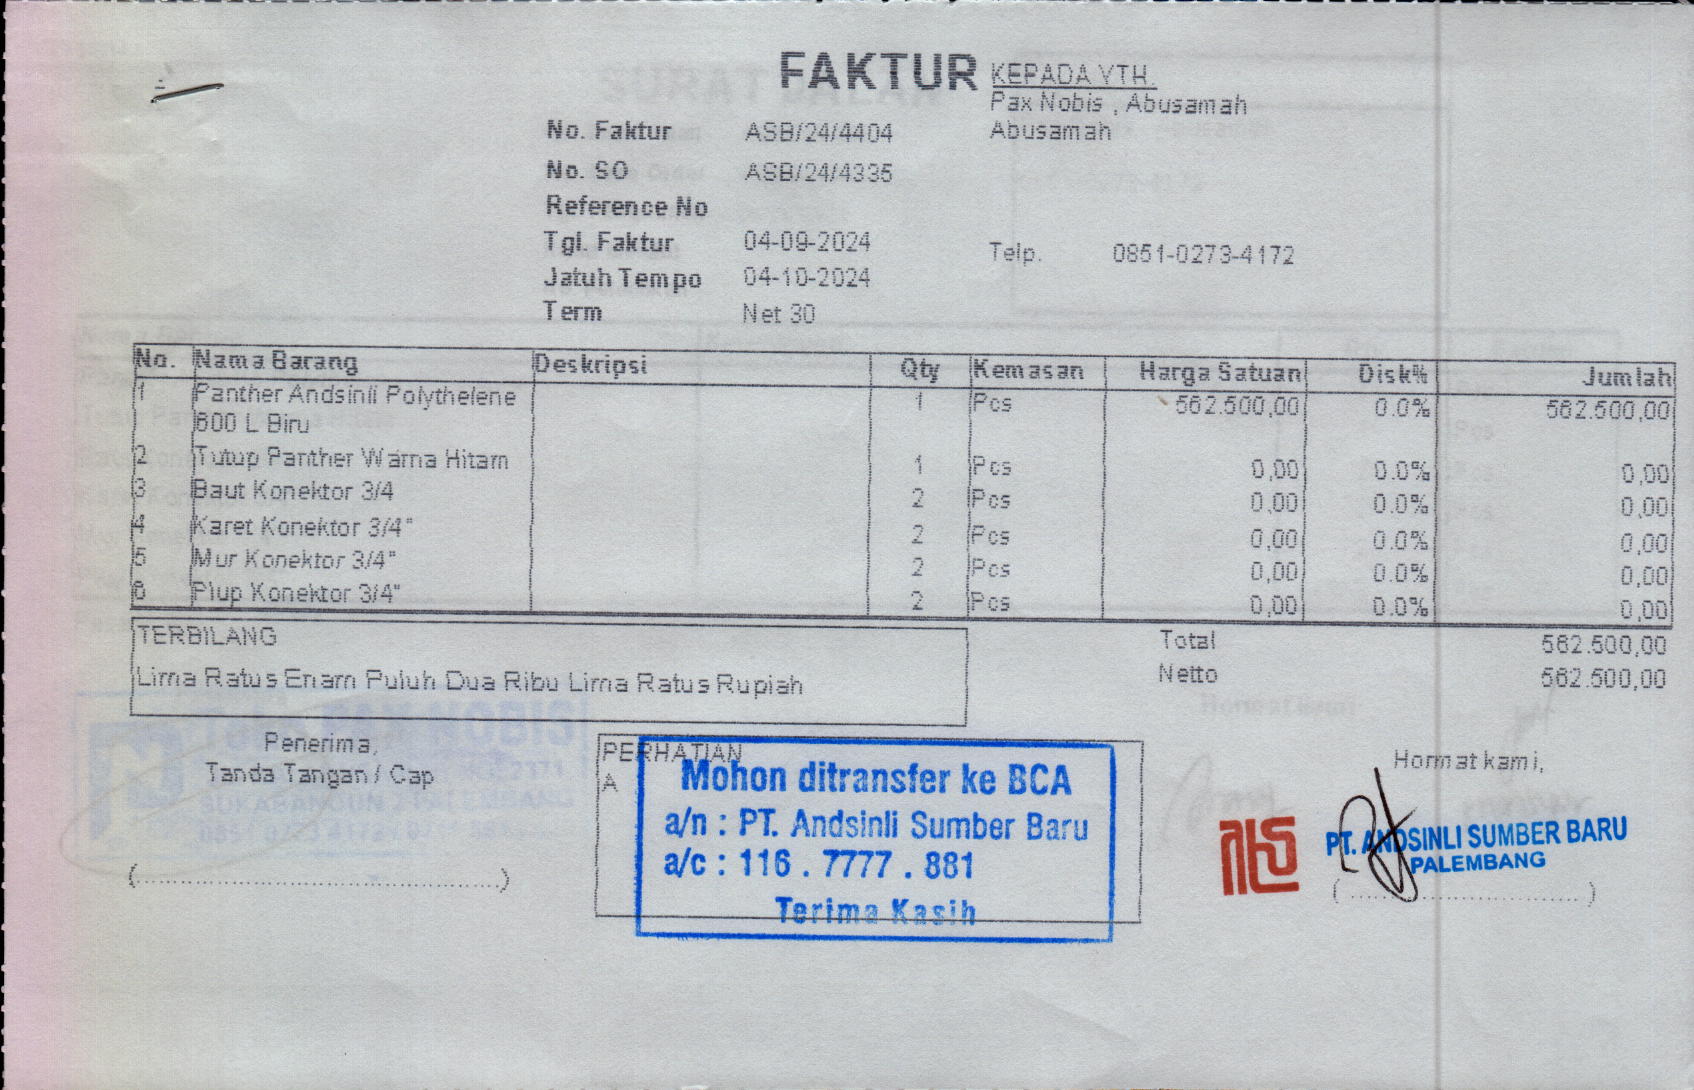 FAKTUR
KEPADA YTH.
Pax Nobis , Abusamah
Abusamah
No. Faktur ASB/24/4404
No. SO ASB/24/4335
Reference No
Tgl. Faktur 04-09-2024
Telp. 0851-0273-4172
Jatuh Tempo 04-10-2024
Term Net 30
No. Nama Barang Deskripsi Qty Kemasan Harga Satuan Disk% Jumlah
1 Panther Andsinli Polythelene 1 Pcs 562.500,00 0.0% 562.500,00
600 L Biru
2 Tutup Panther Warna Hitam 1 Pcs 0,00 0.0% 0,00
3 Baut Konektor 3/4 2 Pcs 0,00 0.0% 0,00
4 Karet Konektor 3/4" 2 Pcs 0,00 0.0% 0,00
5 Mur Konektor 3/4" 2 Pcs 0,00 0.0% 0,00
6 Plup Konektor 3/4" 2 Pcs 0,00 0.0% 0,00
TERBILANG
Lima Ratus Enam Puluh Dua Ribu Lima Ratus Rupiah
Total 562.500,00
Netto 562.500,00
Penerima,
Tanda Tangan / Cap
PERHATIAN
A
Mohon ditransfer ke BCA
a/n : PT. Andsinli Sumber Baru
a/c : 116 . 7777 . 881
Terima Kasih
Hormat kami,
PT. ANDSINLI SUMBER BARU
PALEMBANG